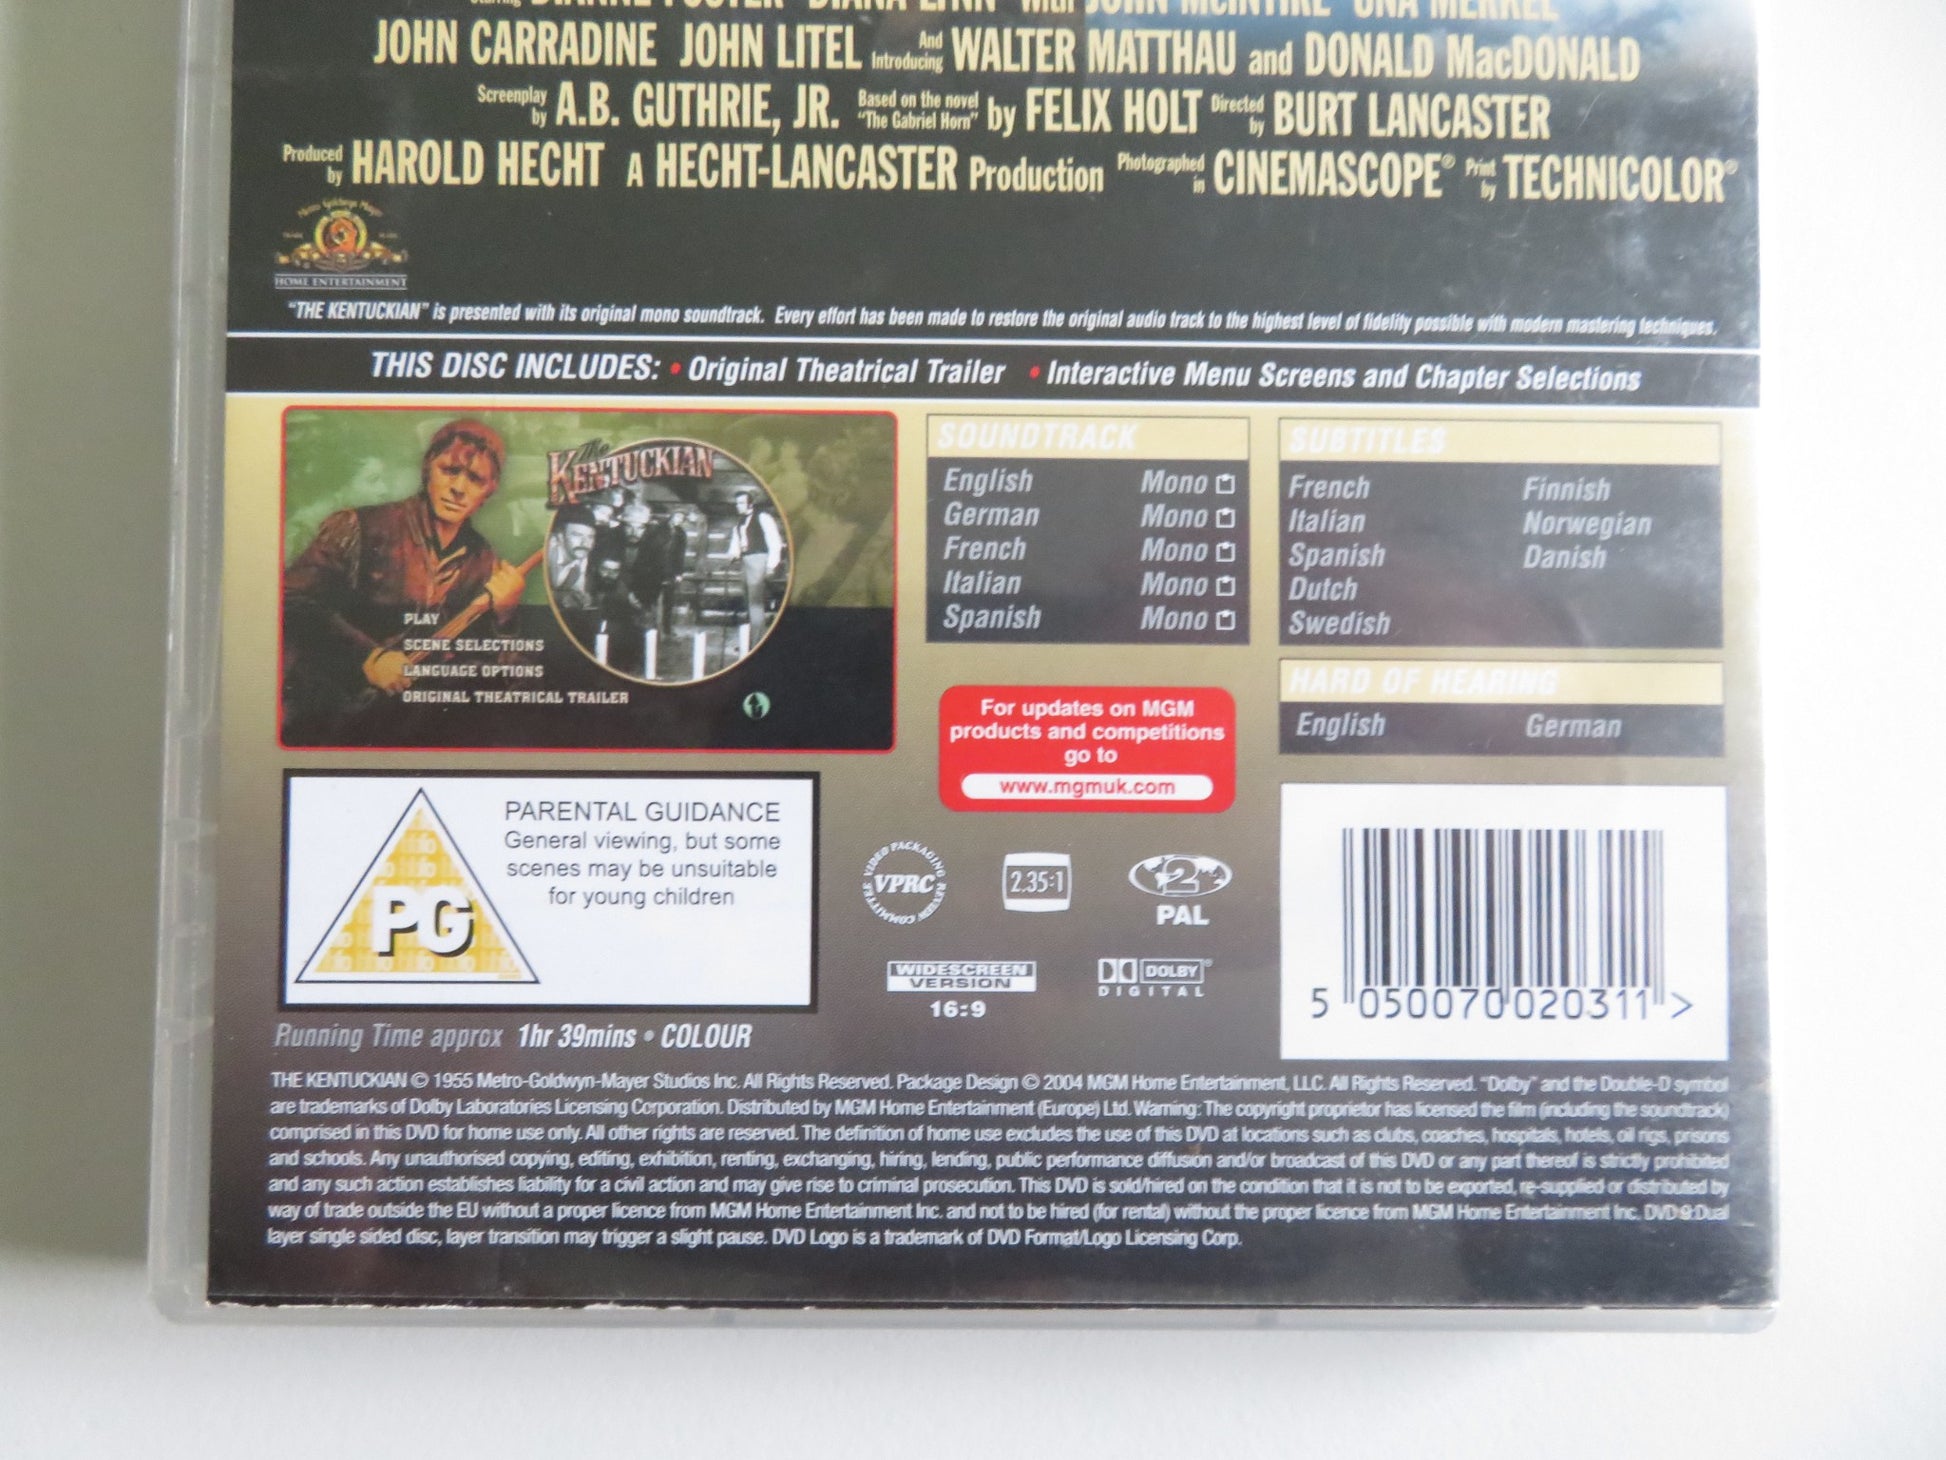 Starring DIANNE FOSTER DIANA LYNN with JOHN McINTIRE UNA MERKEL
JOHN CARRADINE JOHN LITEL And Introducing WALTER MATTHAU and DONALD MacDONALD
Screenplay by A.B. GUTHRIE, JR. Based on the novel "The Gabriel Horn" by FELIX HOLT Directed by BURT LANCASTER
Produced by HAROLD HECHT A HECHT-LANCASTER Production Photographed in CINEMASCOPE® Print by TECHNICOLOR®
Metro Goldwyn Mayer
HOME ENTERTAINMENT
"THE KENTUCKIAN" is presented with its original mono soundtrack. Every effort has been made to restore the original audio track to the highest level of fidelity possible with modern mastering techniques.
THIS DISC INCLUDES: • Original Theatrical Trailer • Interactive Menu Screens and Chapter Selections
The KENTUCKIAN
PLAY
SCENE SELECTIONS
LANGUAGE OPTIONS
ORIGINAL THEATRICAL TRAILER
SOUNDTRACK
English Mono
German Mono
French Mono
Italian Mono
Spanish Mono
SUBTITLES
French Finnish
Italian Norwegian
Spanish Danish
Dutch
Swedish
HARD OF HEARING
English German
For updates on MGM
products and competitions
go to
www.mgmuk.com
PG
PARENTAL GUIDANCE
General viewing, but some
scenes may be unsuitable
for young children
VIDEO PACKAGING REVIEW COMMITTEE
VPRC
2.35:1
2
PAL
WIDESCREEN
VERSION
16:9
DOLBY®
DIGITAL
5 050070 020311 >
Running Time approx 1hr 39mins • COLOUR
THE KENTUCKIAN © 1955 Metro-Goldwyn-Mayer Studios Inc. All Rights Reserved. Package Design © 2004 MGM Home Entertainment, LLC. All Rights Reserved. "Dolby" and the Double-D symbol
are trademarks of Dolby Laboratories Licensing Corporation. Distributed by MGM Home Entertainment (Europe) Ltd. Warning: The copyright proprietor has licensed the film (including the soundtrack)
comprised in this DVD for home use only. All other rights are reserved. The definition of home use excludes the use of this DVD at locations such as clubs, coaches, hospitals, hotels, oil rigs, prisons
and schools. Any unauthorised copying, editing, exhibition, renting, exchanging, hiring, lending, public performance diffusion and/or broadcast of this DVD or any part thereof is strictly prohibited
and any such action establishes liability for a civil action and may give rise to criminal prosecution. This DVD is sold/hired on the condition that it is not to be exported, re-supplied or distributed by
way of trade outside the EU without a proper licence from MGM Home Entertainment Inc. and not to be hired (for rental) without the proper licence from MGM Home Entertainment Inc. DVD 9:Dual
layer single sided disc, layer transition may trigger a slight pause. DVD Logo is a trademark of DVD Format/Logo Licensing Corp.